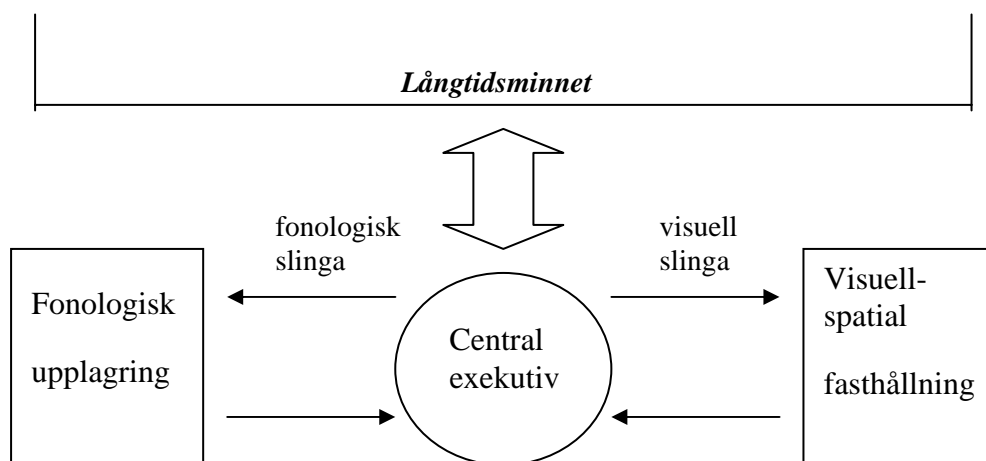 Långtidsminnet
fonologisk
slinga
visuell
slinga
Fonologisk
upplagring
Central
exekutiv
Visuell-
spatial
fasthållning